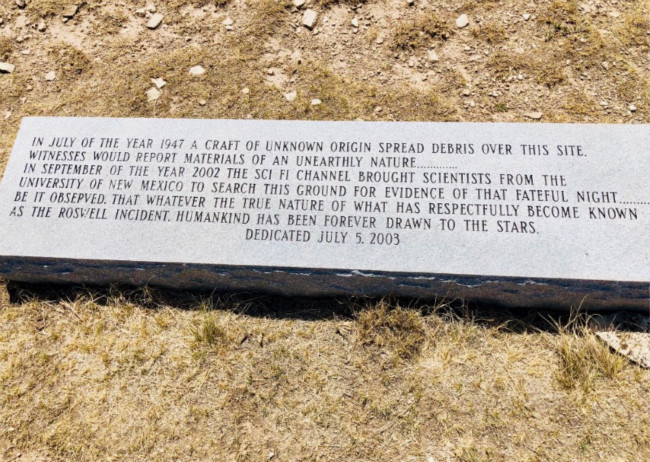 IN JULY OF THE YEAR 1947 A CRAFT OF UNKNOWN ORIGIN SPREAD DEBRIS OVER THIS SITE.
WITNESSES WOULD REPORT MATERIALS OF AN UNEARTHLY NATURE.............
IN SEPTEMBER OF THE YEAR 2002 THE SCI FI CHANNEL BROUGHT SCIENTISTS FROM THE
UNIVERSITY OF NEW MEXICO TO SEARCH THIS GROUND FOR EVIDENCE OF THAT FATEFUL NIGHT.........
BE IT OBSERVED, THAT WHATEVER THE TRUE NATURE OF WHAT HAS RESPECTFULLY BECOME KNOWN
AS THE ROSWELL INCIDENT, HUMANKIND HAS BEEN FOREVER DRAWN TO THE STARS.
DEDICATED JULY 5, 2003